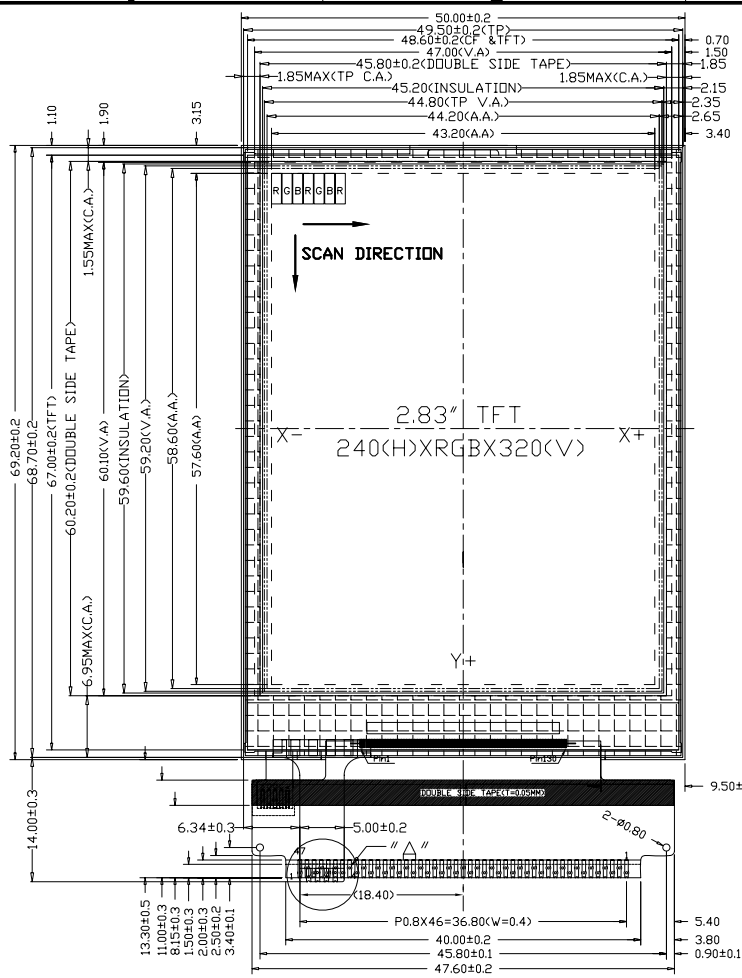 50.00±0.2
49.50±0.2(TP)
48.60±0.2(CF &TFT)
0.70
47.00(V.A)
1.50
45.80±0.2(DOUBLE SIDE TAPE)
1.85
1.85MAX(TP C.A.)
1.85MAX(C.A.)
45.20(INSULATION)
2.15
44.80(TP V.A.)
2.35
44.20(A.A.)
2.65
43.20(A.A)
3.40
1.10
1.90
3.15
RGBRGBR
SCAN DIRECTION
69.20±0.2
68.70±0.2
67.00±0.2(TFT)
60.20±0.2(DOUBLE SIDE TAPE)
1.55MAX(C.A.)
6.95MAX(C.A.)
60.10(V.A)
59.60(INSULATION)
59.20(V.A.)
58.60(A.A.)
57.60(A.A)
2.83" TFT
X-
X+
240(H)XRGBX320(V)
Y+
Pin1
Pin130
DOUBLE SIDE TAPE(T=0.05MM)
9.50±
14.00±0.3
6.34±0.3
5.00±0.2
2-ø0.80
47
" △ "
1
1
(18.40)
13.30±0.5
11.00±0.3
8.15±0.3
1.50±0.3
2.00±0.3
2.50±0.2
3.40±0.1
P0.8X46=36.80(W=0.4)
5.40
40.00±0.2
3.80
45.80±0.1
0.90±0.1
47.60±0.2